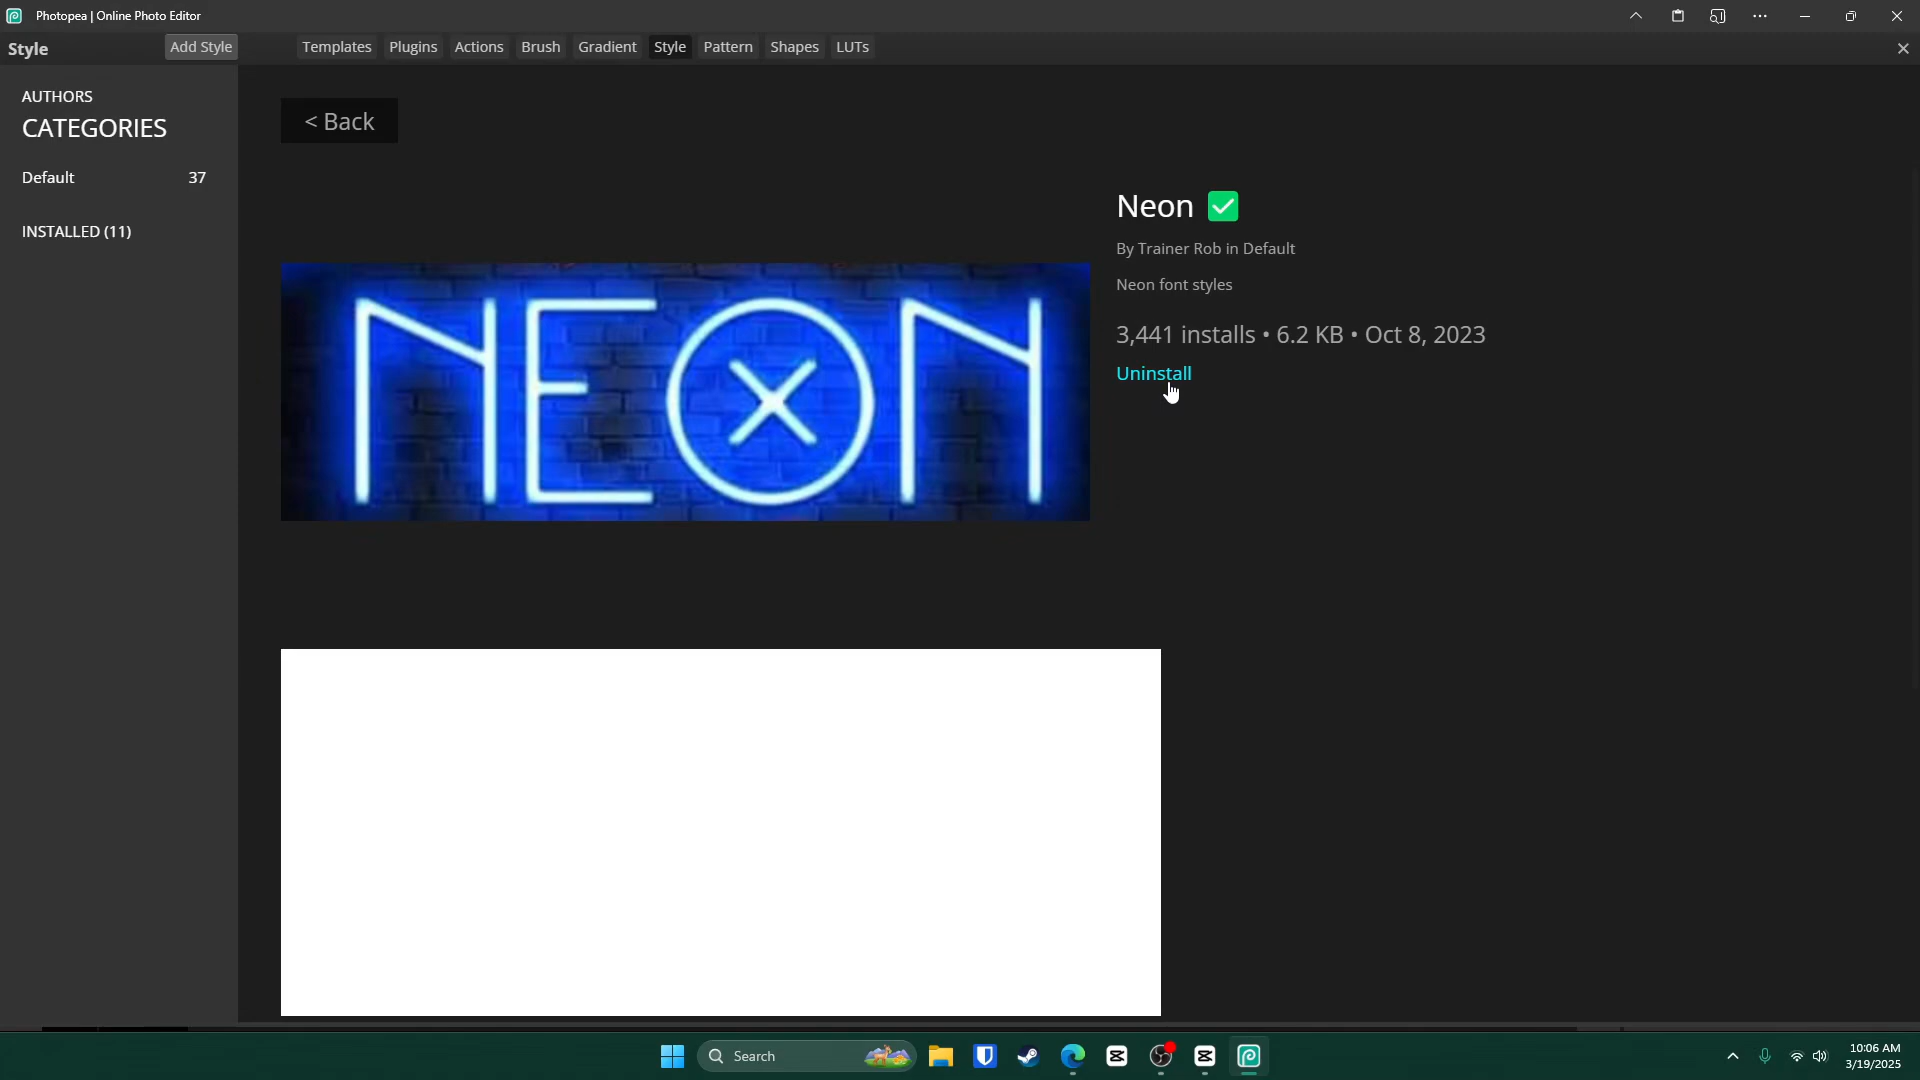 Photopea | Online Photo Editor
Style
Add Style
Templates
Plugins
Actions
Brush
Gradient
Style
Pattern
Shapes
LUTs
AUTHORS
CATEGORIES
Default 37
INSTALLED (11)
< Back
NEON
Neon
By Trainer Rob in Default
Neon font styles
3,441 installs • 6.2 KB • Oct 8, 2023
Uninstall
Search
10:06 AM
3/19/2025